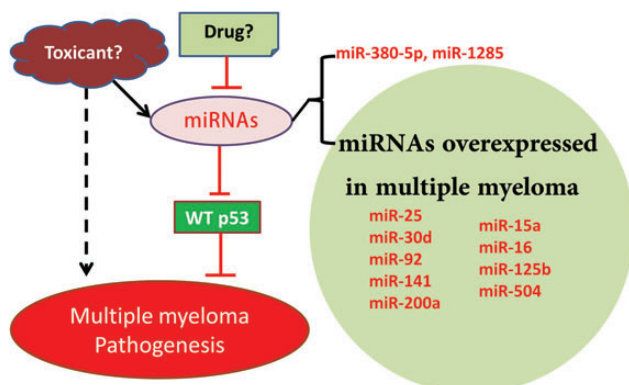 Toxicant?
Drug?
miR-380-5p, miR-1285
miRNAs
miRNAs overexpressed
in multiple myeloma
miR-25
miR-30d
miR-92
miR-141
miR-200a
miR-15a
miR-16
miR-125b
miR-504
WT p53
Multiple myeloma
Pathogenesis